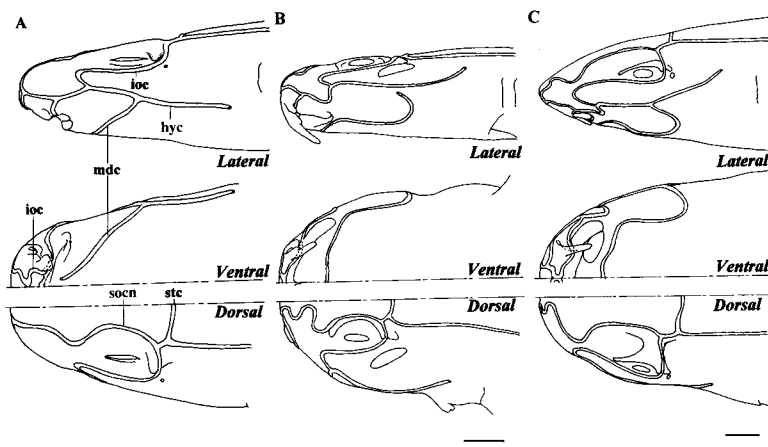 A
B
C
ioc
hyc
Lateral
Lateral
Lateral
mdc
ioc
Ventral
Ventral
Ventral
socn
stc
Dorsal
Dorsal
Dorsal